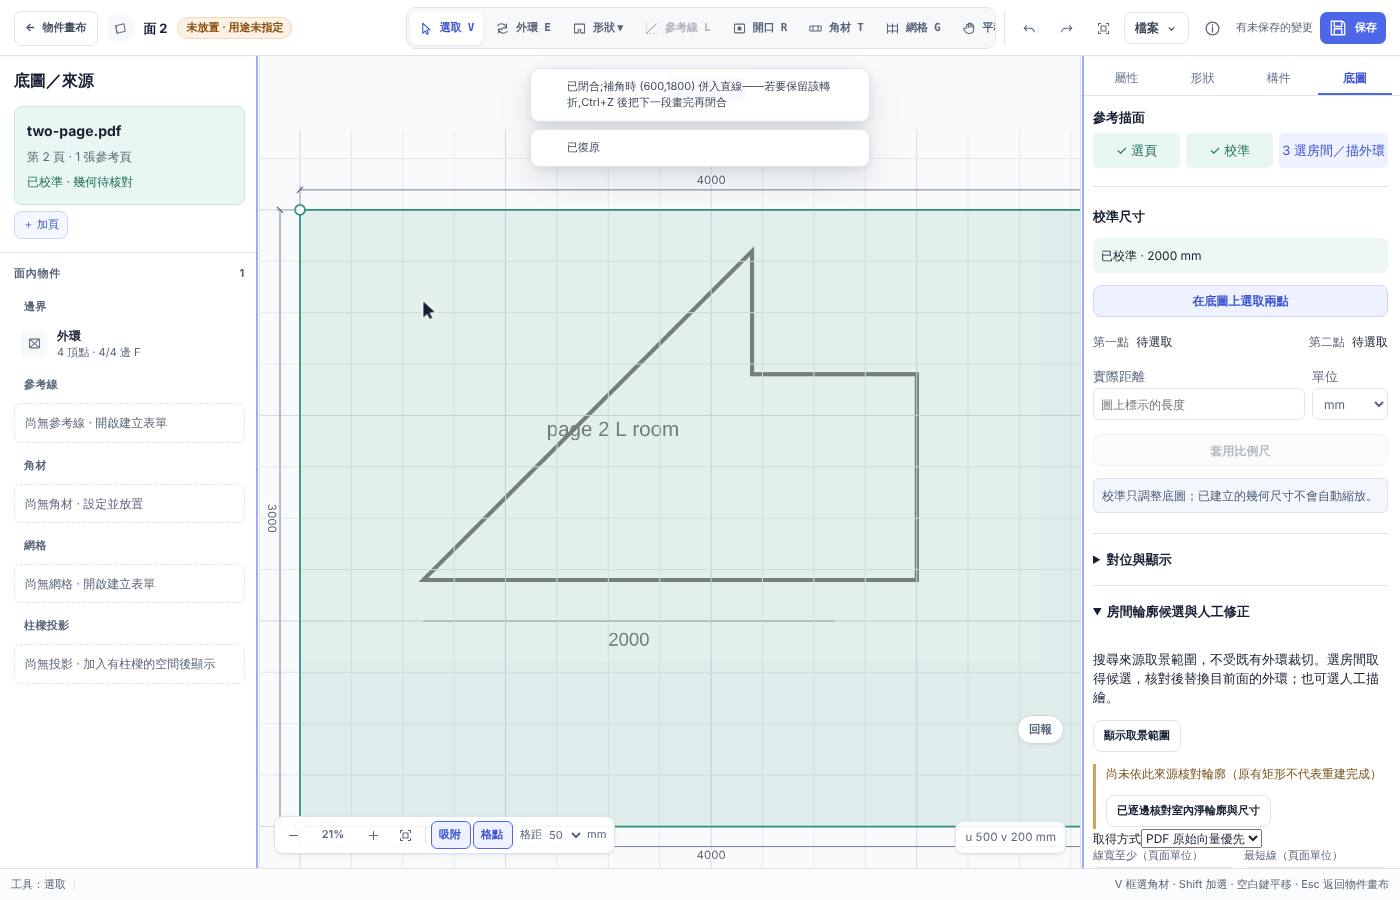 物件畫布
面 2
未放置 · 用途未指定
選取 V
外環 E
形狀▾
參考線 L
開口 R
角材 T
網格 G
檔案
有未保存的變更
保存
底圖／來源
two-page.pdf
第 2 頁 · 1 張參考頁
已校準 · 幾何待核對
＋ 加頁
面內物件
1
邊界
外環
4 頂點 · 4/4 邊 F
參考線
尚無參考線 · 開啟建立表單
角材
尚無角材 · 設定並放置
網格
尚無網格 · 開啟建立表單
柱樑投影
尚無投影 · 加入有柱樑的空間後顯示
已閉合;補角時 (600,1800) 併入直線——若要保留該轉
折,Ctrl+Z 後把下一段畫完再閉合
已復原
4000
3000
page 2 L room
2000
回報
21%
吸附
格點
格距
50
mm
4000
u 500 v 200 mm
屬性
形狀
構件
底圖
參考描面
✓ 選頁
✓ 校準
3 選房間／描外環
校準尺寸
已校準 · 2000 mm
在底圖上選取兩點
第一點 待選取
第二點 待選取
實際距離
單位
圖上標示的長度
mm
套用比例尺
校準只調整底圖；已建立的幾何尺寸不會自動縮放。
對位與顯示
房間輪廓候選與人工修正
搜尋來源取景範圍，不受既有外環裁切。選房間取
得候選，核對後替換目前面的外環；也可選人工描
繪。
顯示取景範圍
尚未依此來源核對輪廓（原有矩形不代表重建完成）
已逐邊核對室內淨輪廓與尺寸
取得方式 PDF 原始向量優先
線寬至少（頁面單位）
最短線（頁面單位）
工具：選取
V 框選角材 · Shift 加選 · 空白鍵平移 · Esc 返回物件畫布